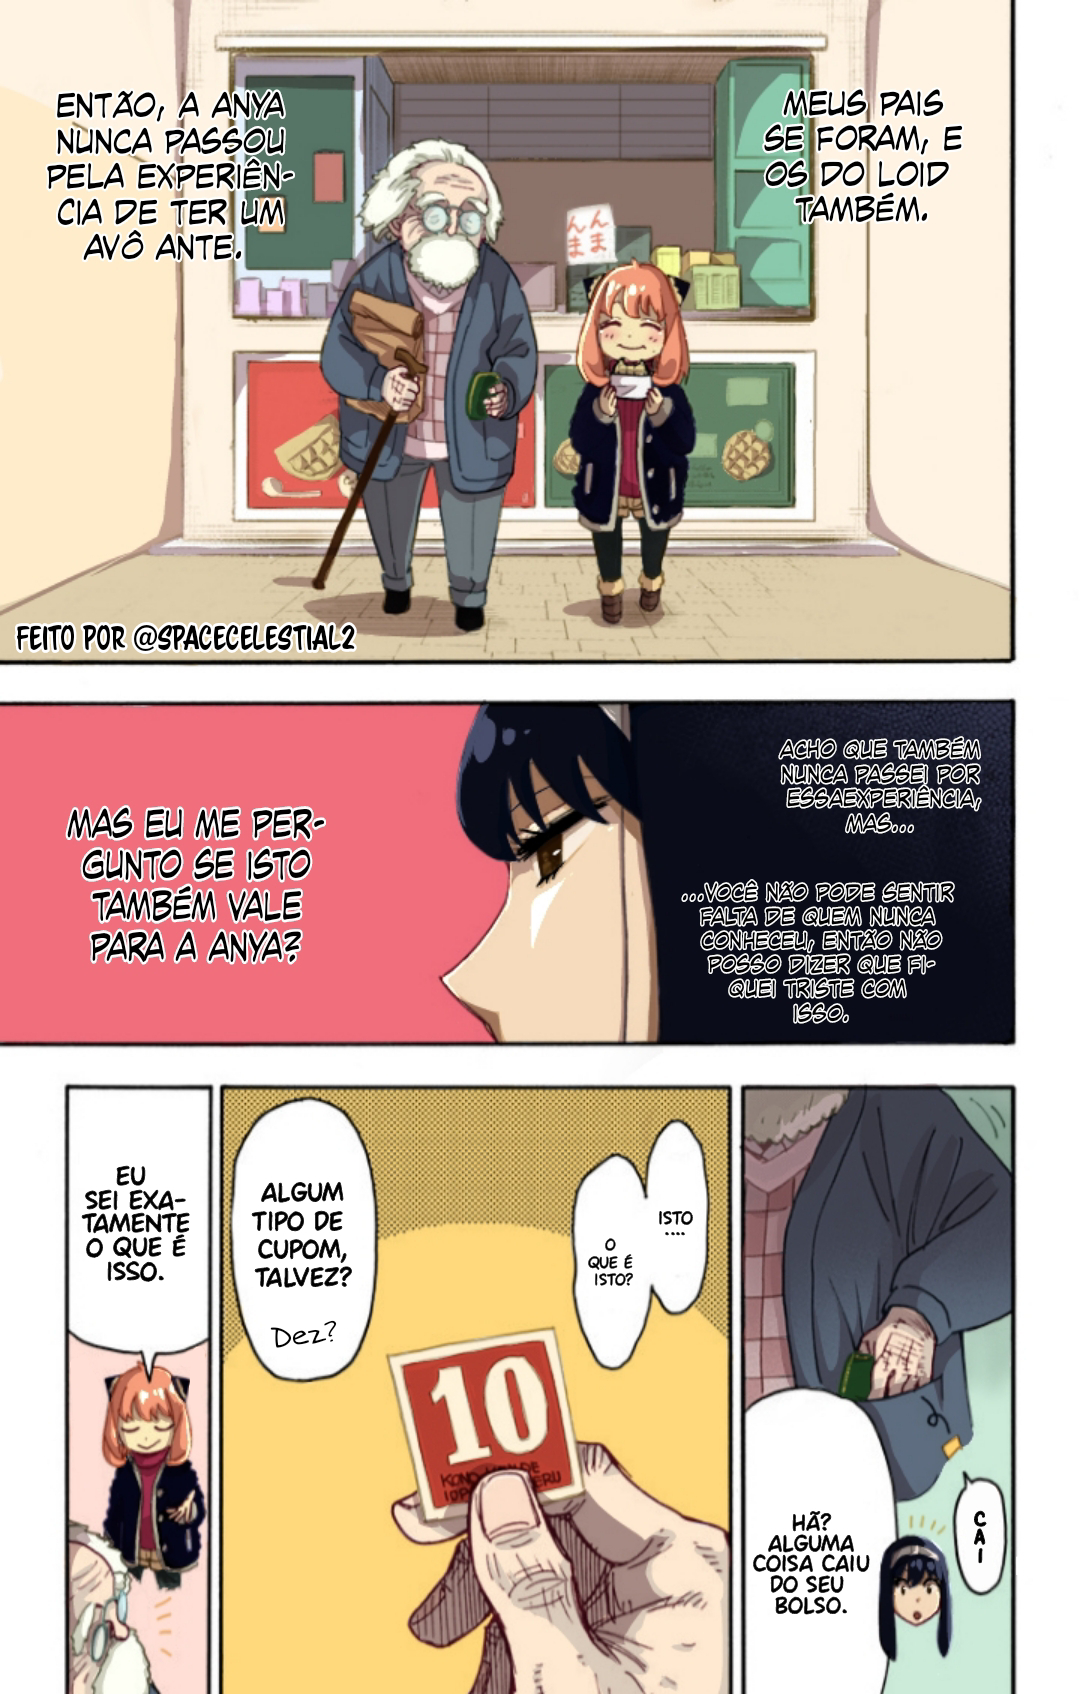 MEUS PAIS
SE FORAM, E
OS DO LOID
TAMBÉM.
ENTÃO, A ANYA
NUNCA PASSOU
PELA EXPERIÊN-
CIA DE TER UM
AVÔ ANTE.
んま
んま
FEITO POR @SPACECELESTIAL2
ACHO QUE TAMBÉM
NUNCA PASSEI POR
ESSAEXPERIÊNCIA,
MAS...
...VOCÊ NÃO PODE SENTIR
FALTA DE QUEM NUNCA
CONHECEU, ENTÃO NÃO
POSSO DIZER QUE FI-
QUEI TRISTE COM
ISSO.
MAS EU ME PER-
GUNTO SE ISTO
TAMBÉM VALE
PARA A ANYA?
CAI
HÃ?
ALGUMA
COISA CAIU
DO SEU
BOLSO.
ISTO
....
O
QUE É
ISTO?
ALGUM
TIPO DE
CUPOM,
TALVEZ?
Dez?
10
EU
SEI EXA-
TAMENTE
O QUE É
ISSO.